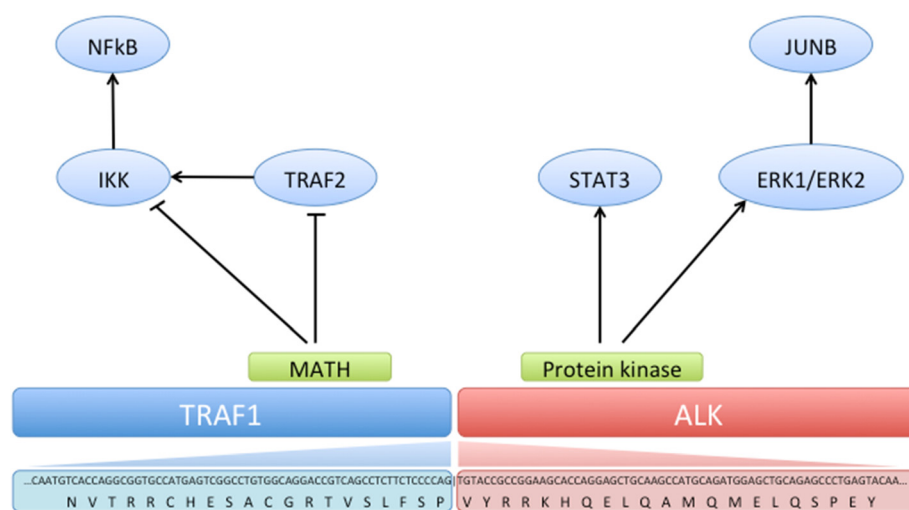 NFkB
JUNB
IKK
TRAF2
STAT3
ERK1/ERK2
MATH
Protein kinase
TRAF1
ALK
...CAATGTCACCAGGCGGTGCCATGAGTCGGCCTGTGGCAGGACCGTCAGCCTCTTCTCCCCAG|TGTACCGCCGGAAGCACCAGGAGCTGCAAGCCATGCAGATGGAGCTGCAGAGCCCTGAGTACAA...
N V T R R C H E S A C G R T V S L F S P V Y R R K H Q E L Q A M Q M E L Q S P E Y